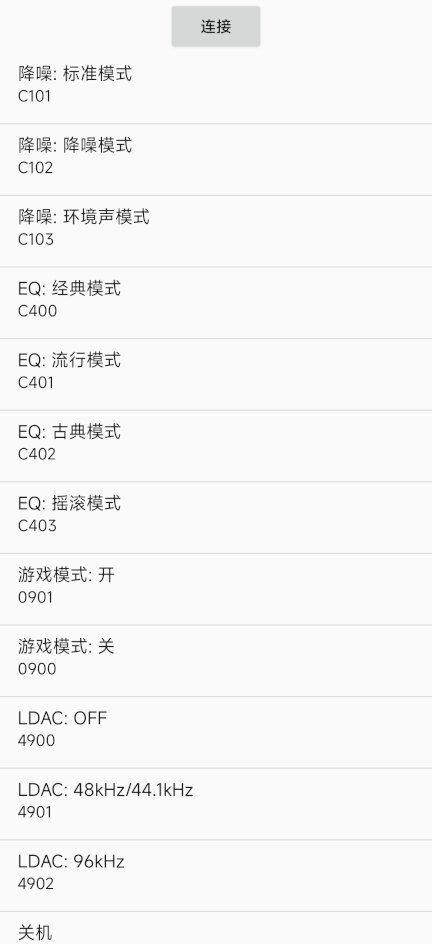 连接
降噪: 标准模式
C101
降噪: 降噪模式
C102
降噪: 环境声模式
C103
EQ: 经典模式
C400
EQ: 流行模式
C401
EQ: 古典模式
C402
EQ: 摇滚模式
C403
游戏模式: 开
0901
游戏模式: 关
0900
LDAC: OFF
4900
LDAC: 48kHz/44.1kHz
4901
LDAC: 96kHz
4902
关机